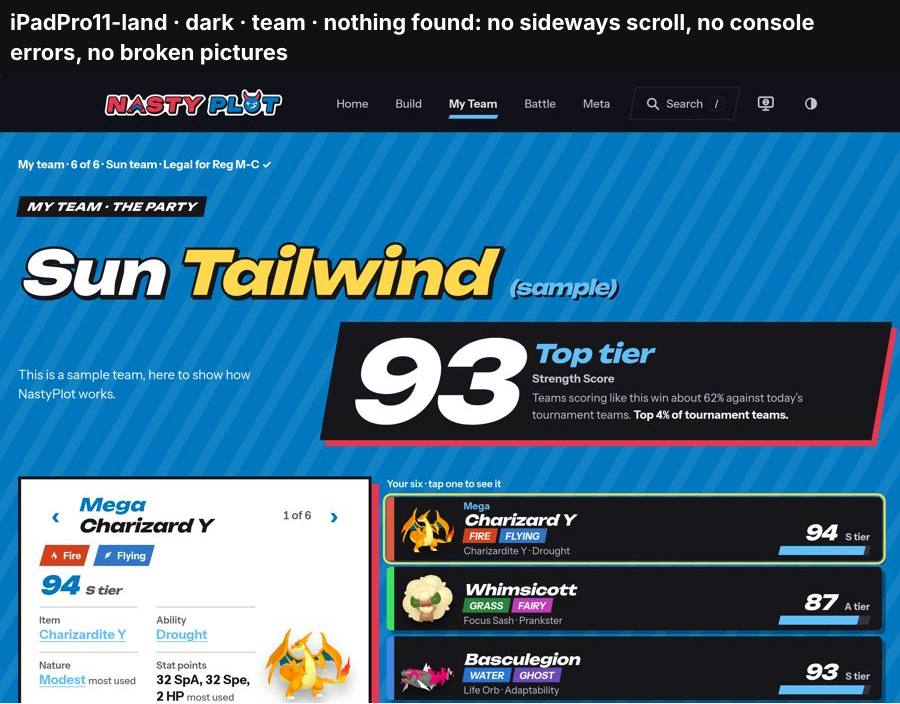 iPadPro11-land · dark · team · nothing found: no sideways scroll, no console
errors, no broken pictures
NASTY PLOT
Home
Build
My Team
Battle
Meta
Search /
My team · 6 of 6 · Sun team · Legal for Reg M-C ✓
MY TEAM · THE PARTY
Sun Tailwind (sample)
This is a sample team, here to show how
NastyPlot works.
93
Top tier
Strength Score
Teams scoring like this win about 62% against today's
tournament teams. Top 4% of tournament teams.
‹
Mega
Charizard Y
1 of 6 ›
Fire
Flying
94 S tier
Item
Charizardite Y
Ability
Drought
Nature
Modest most used
Stat points
32 SpA, 32 Spe,
2 HP most used
Your six · tap one to see it
Mega
Charizard Y
FIRE FLYING
Charizardite Y · Drought
94 S tier
Whimsicott
GRASS FAIRY
Focus Sash · Prankster
87 A tier
Basculegion
WATER GHOST
Life Orb · Adaptability
93 S tier